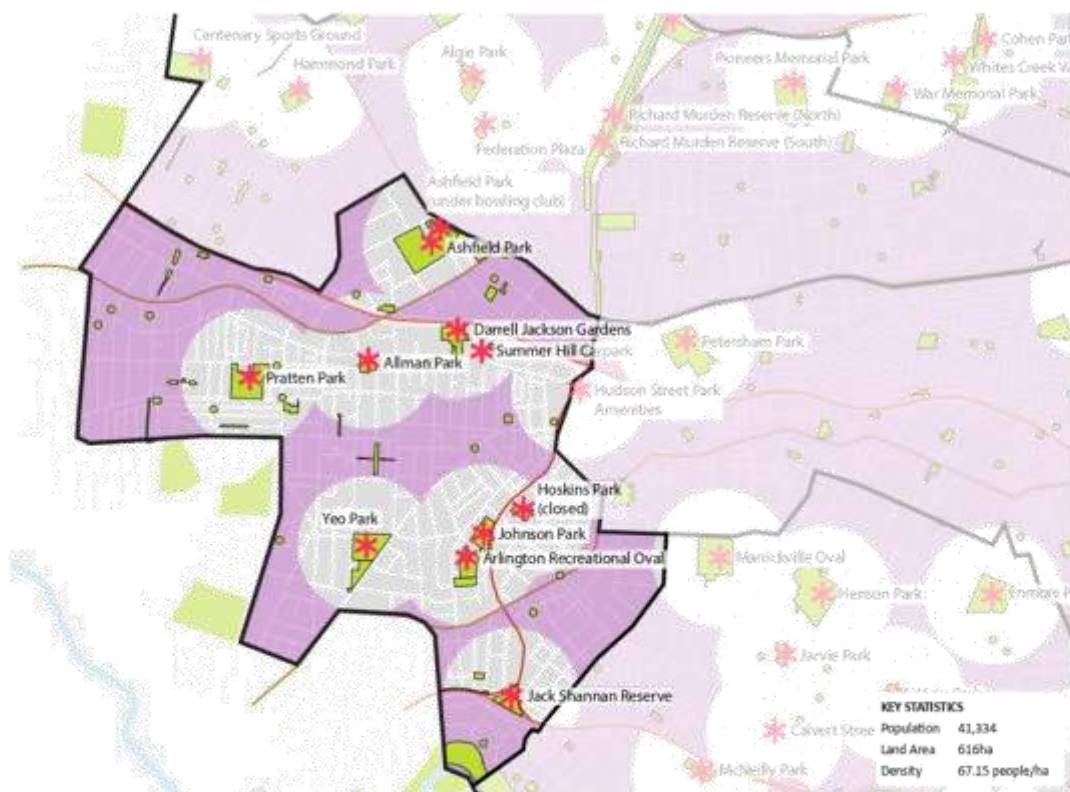 Centenary Sports Ground
Hammond Park
Algie Park
Pioneers Memorial Park
Cohen Park
Whites Creek
War Memorial Park
Richard Murden Reserve (North)
Richard Murden Reserve (South)
Federation Plaza
Ashfield Park
(under bowling club)
Ashfield Park
Darrell Jackson Gardens
Summer Hill Carpark
Allman Park
Pratten Park
Petersham Park
Hudson Street Park
Amenities
Hoskins Park
(closed)
Yeo Park
Johnson Park
Arlington Recreational Oval
Marrickville Oval
Henson Park
Enmore P
Jarvie Park
Jack Shannan Reserve
Calvert Stree
McNeilly Park
KEY STATISTICS
Population 41,334
Land Area 616ha
Density 67.15 people/ha